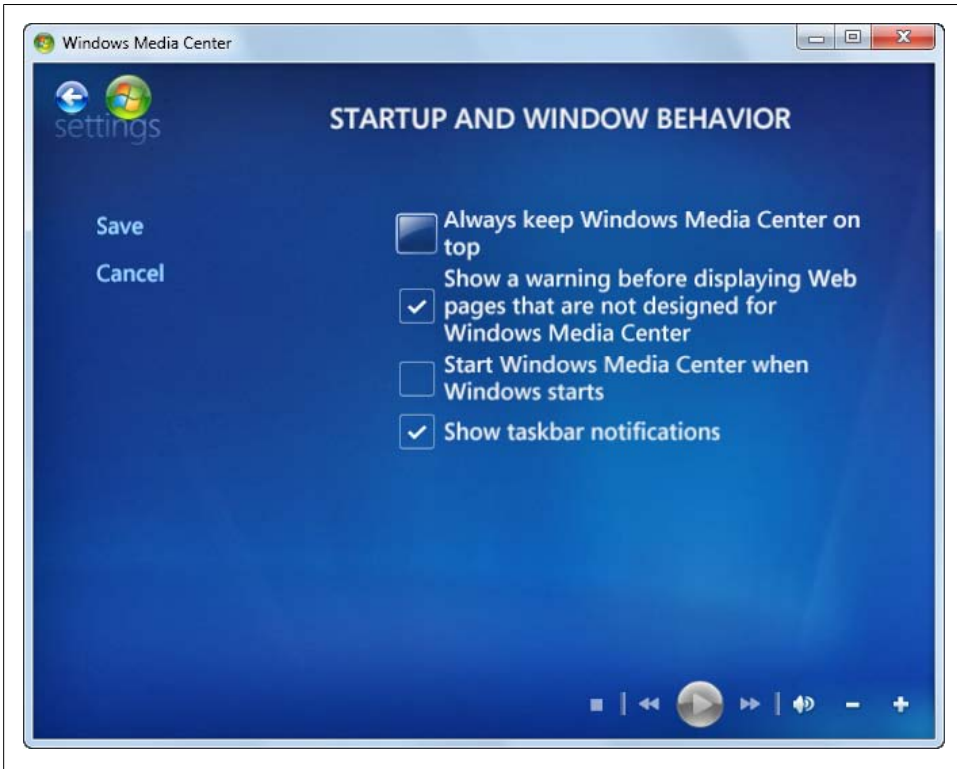 Windows Media Center
settings
STARTUP AND WINDOW BEHAVIOR
Save
Cancel
Always keep Windows Media Center on
top
Show a warning before displaying Web
pages that are not designed for
Windows Media Center
Start Windows Media Center when
Windows starts
Show taskbar notifications